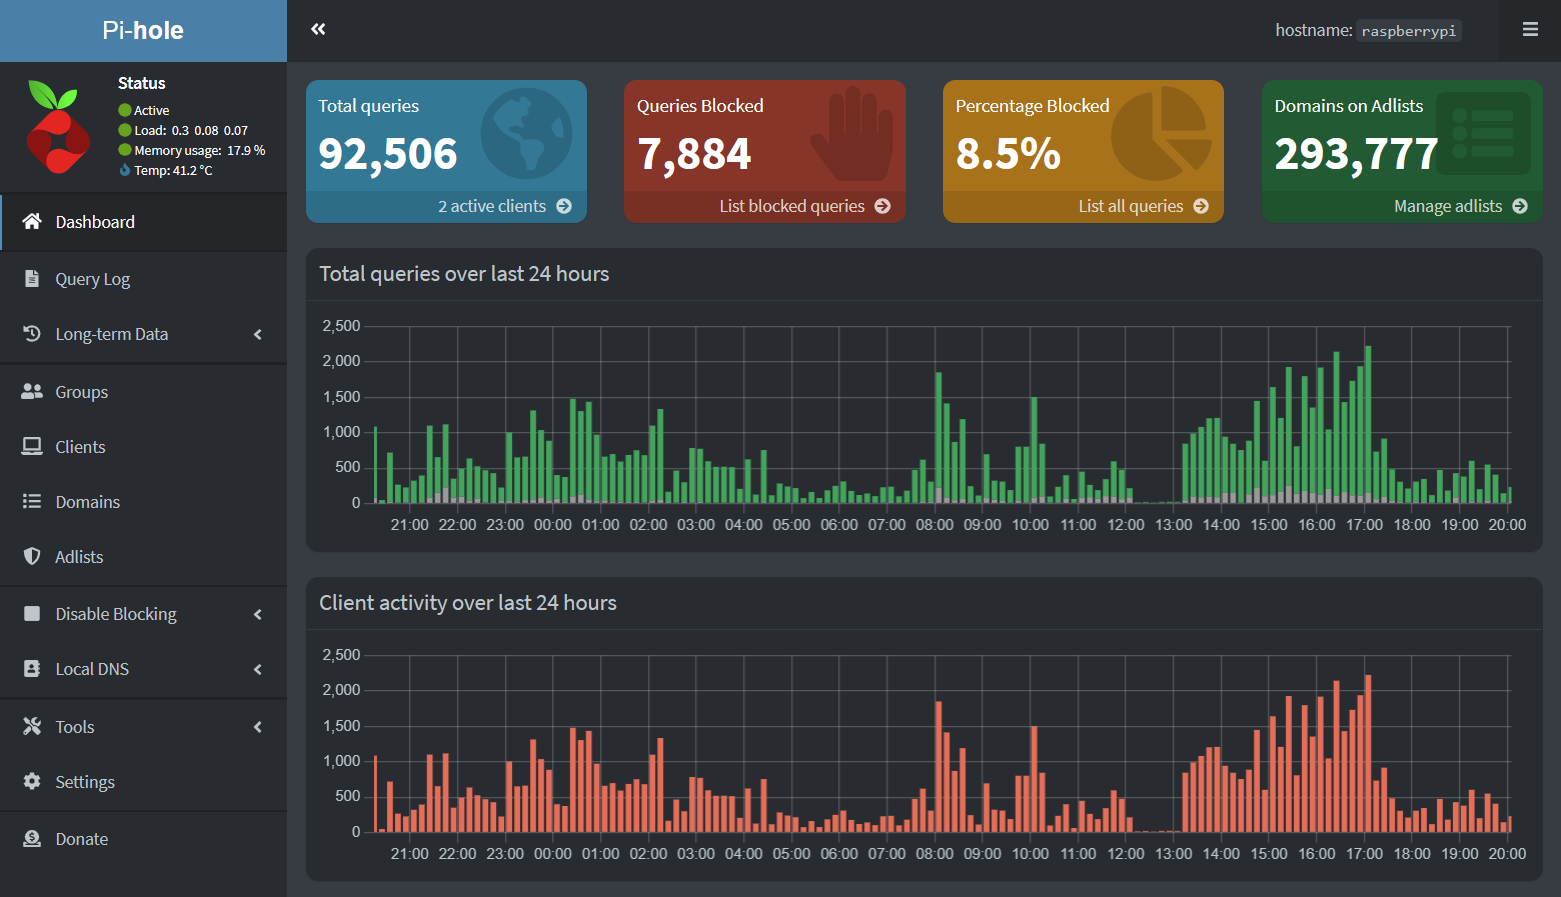 Pi-hole
hostname: raspberrypi
Status
Active
Load: 0.3 0.08 0.07
Memory usage: 17.9 %
Temp: 41.2 °C
Dashboard
Query Log
Long-term Data
Groups
Clients
Domains
Adlists
Disable Blocking
Local DNS
Tools
Settings
Donate
Total queries
92,506
2 active clients
Queries Blocked
7,884
List blocked queries
Percentage Blocked
8.5%
List all queries
Domains on Adlists
293,777
Manage adlists
Total queries over last 24 hours
2,500
2,000
1,500
1,000
500
0
21:00 22:00 23:00 00:00 01:00 02:00 03:00 04:00 05:00 06:00 07:00 08:00 09:00 10:00 11:00 12:00 13:00 14:00 15:00 16:00 17:00 18:00 19:00 20:00
Client activity over last 24 hours
2,500
2,000
1,500
1,000
500
0
21:00 22:00 23:00 00:00 01:00 02:00 03:00 04:00 05:00 06:00 07:00 08:00 09:00 10:00 11:00 12:00 13:00 14:00 15:00 16:00 17:00 18:00 19:00 20:00